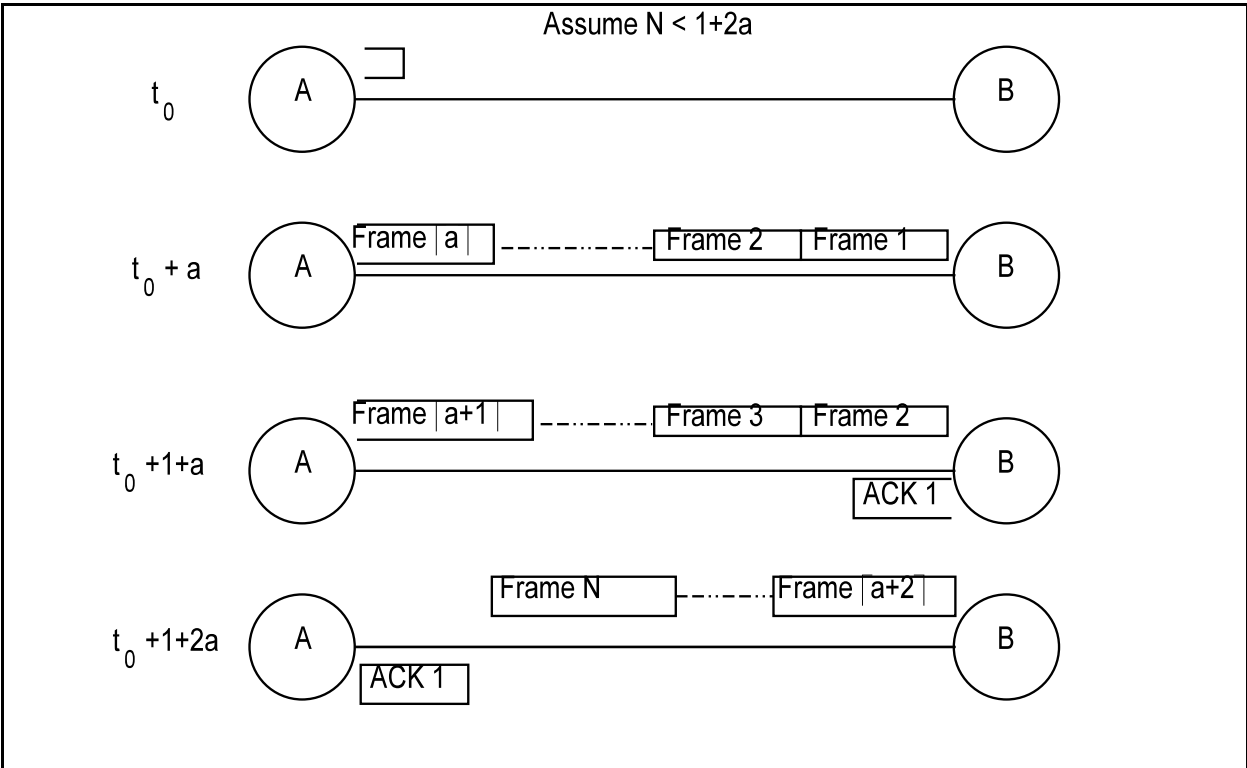 Assume N < 1+2a
t0
A
B
t0 + a
A
Frame |a|
Frame 2
Frame 1
B
t0 +1+a
A
Frame |a+1|
Frame 3
Frame 2
B
ACK 1
t0 +1+2a
A
Frame N
Frame ⌈a+2⌉
B
ACK 1